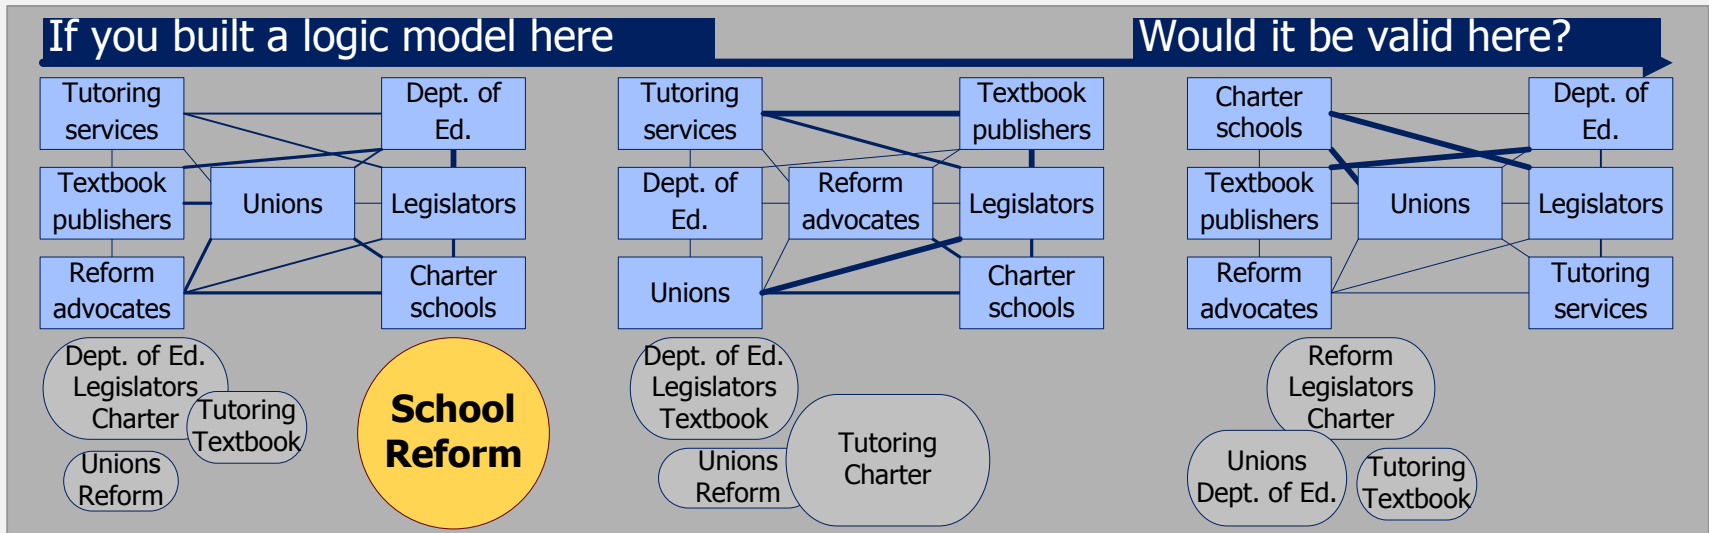 If you built a logic model here
Would it be valid here?
Tutoring
services
Dept. of
Ed.
Textbook
publishers
Unions
Legislators
Reform
advocates
Charter
schools
Dept. of Ed.
Legislators
Charter
Tutoring
Textbook
Unions
Reform
School
Reform
Tutoring
services
Textbook
publishers
Dept. of
Ed.
Reform
advocates
Legislators
Unions
Charter
schools
Dept. of Ed.
Legislators
Textbook
Unions
Reform
Tutoring
Charter
Charter
schools
Dept. of
Ed.
Textbook
publishers
Unions
Legislators
Reform
advocates
Tutoring
services
Reform
Legislators
Charter
Unions
Dept. of Ed.
Tutoring
Textbook